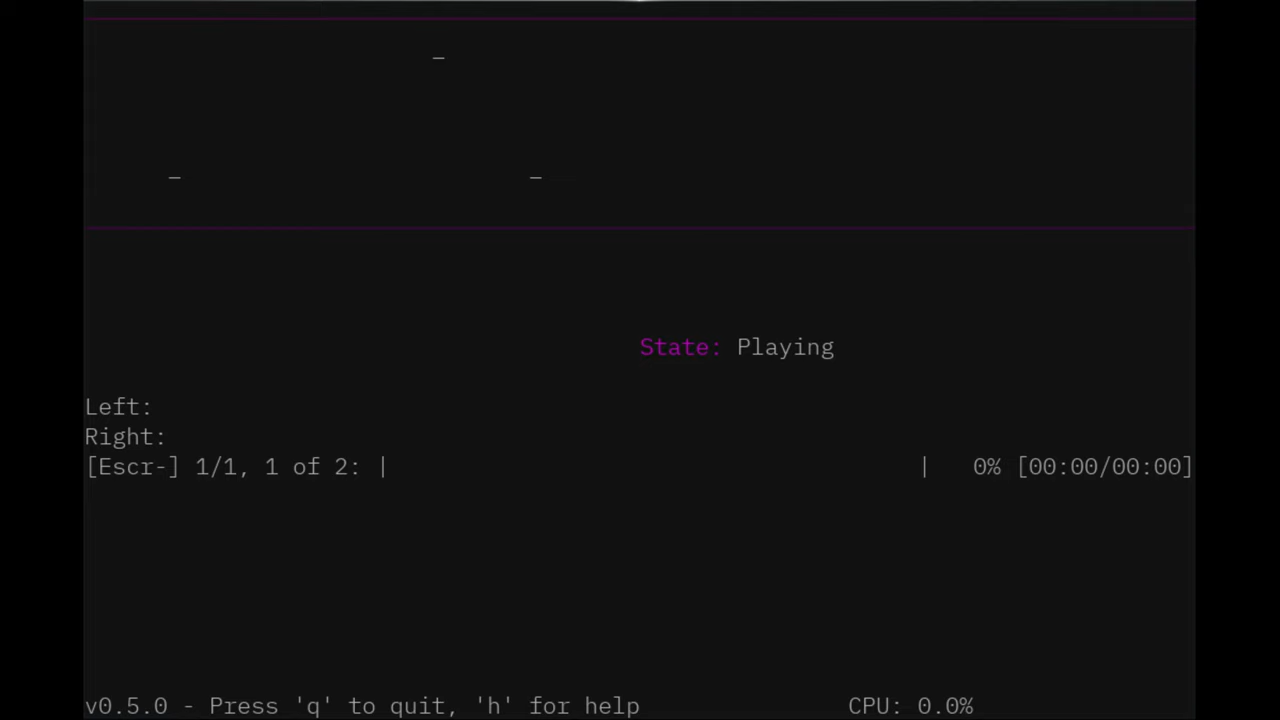 State: Playing
Left:
Right:
[Escr-] 1/1, 1 of 2: | | 0% [00:00/00:00]
v0.5.0 - Press 'q' to quit, 'h' for help CPU: 0.0%